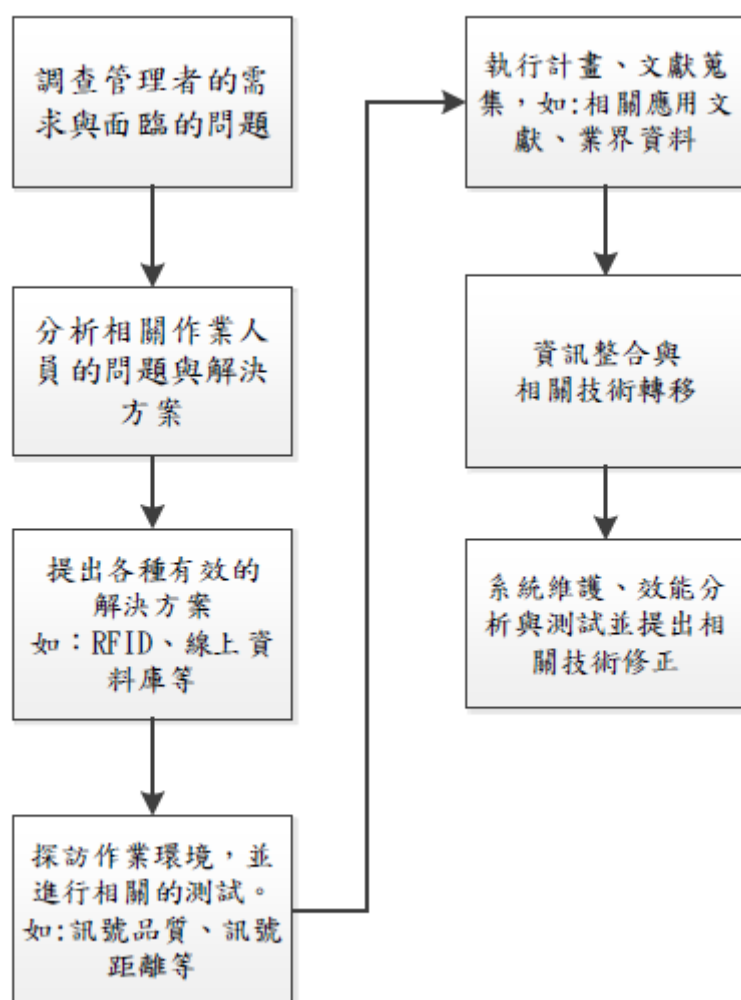 調查管理者的需
求與面臨的問題
分析相關作業人
員的問題與解決
方案
提出各種有效的
解決方案
如：RFID、線上資
料庫等
探訪作業環境，並
進行相關的測試。
如:訊號品質、訊號
距離等
執行計畫、文獻蒐
集，如:相關應用文
獻、業界資料
資訊整合與
相關技術轉移
系統維護、效能分
析與測試並提出相
關技術修正